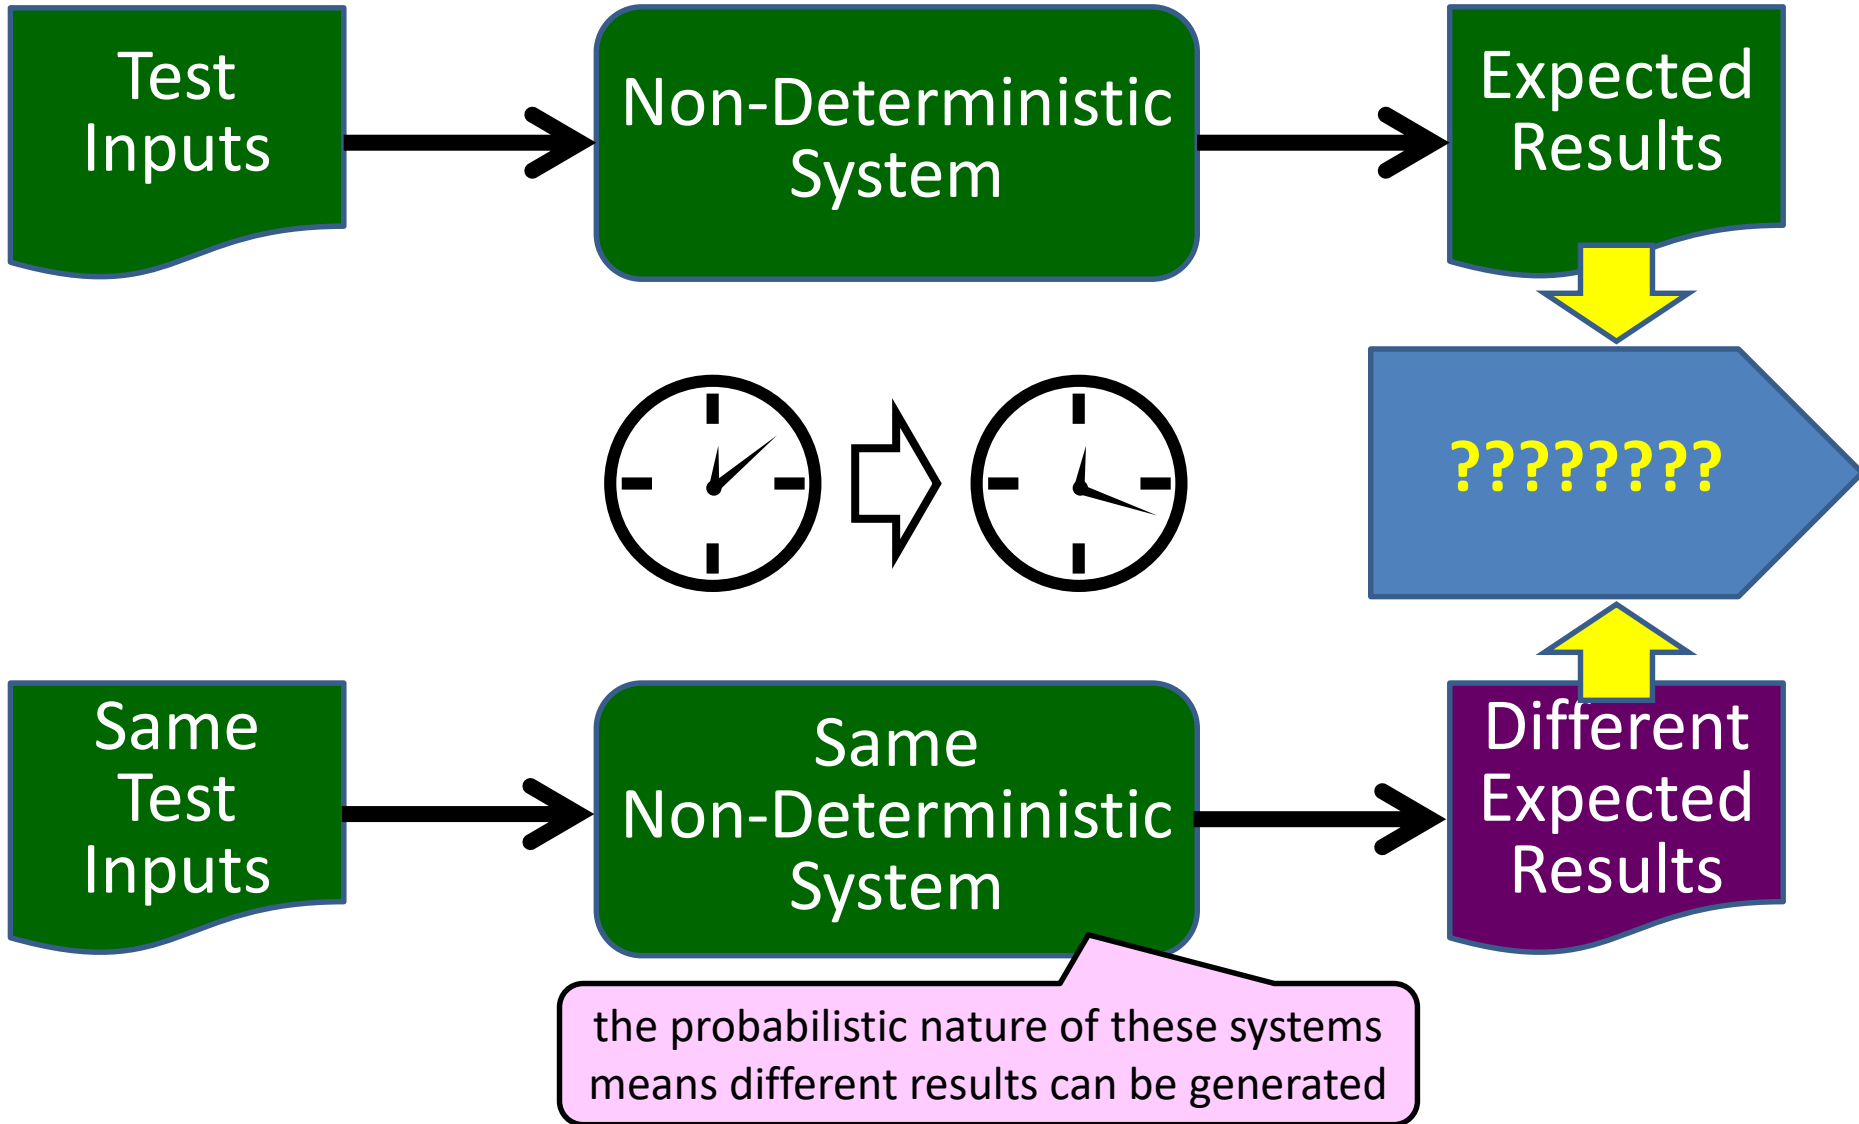 Test
Inputs
Non-Deterministic
System
Expected
Results
????????
Same
Test
Inputs
Same
Non-Deterministic
System
Different
Expected
Results
the probabilistic nature of these systems
means different results can be generated